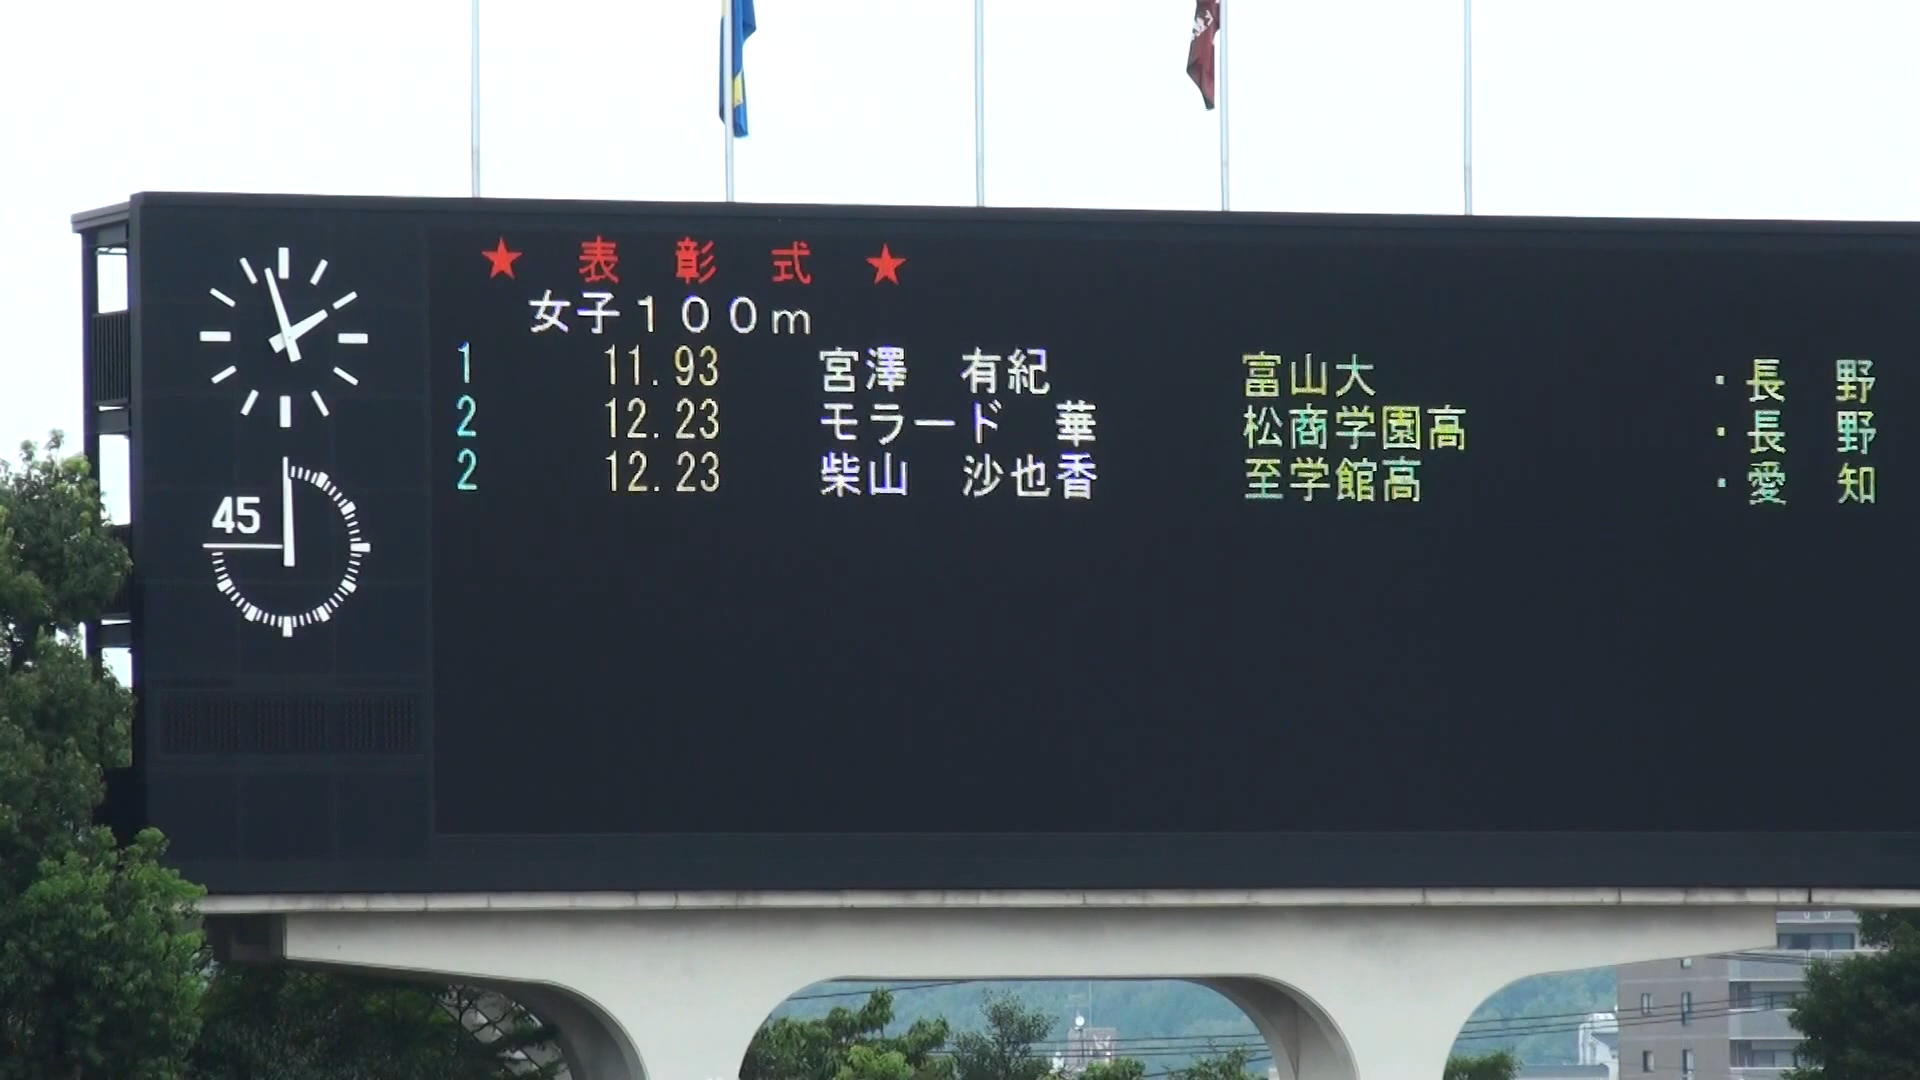 ★ 表 彰 式 ★
女子100m
1 11.93 宮澤 有紀 富山大 ・長 野
2 12.23 モラード 華 松商学園高 ・長 野
2 12.23 柴山 沙也香 至学館高 ・愛 知
45